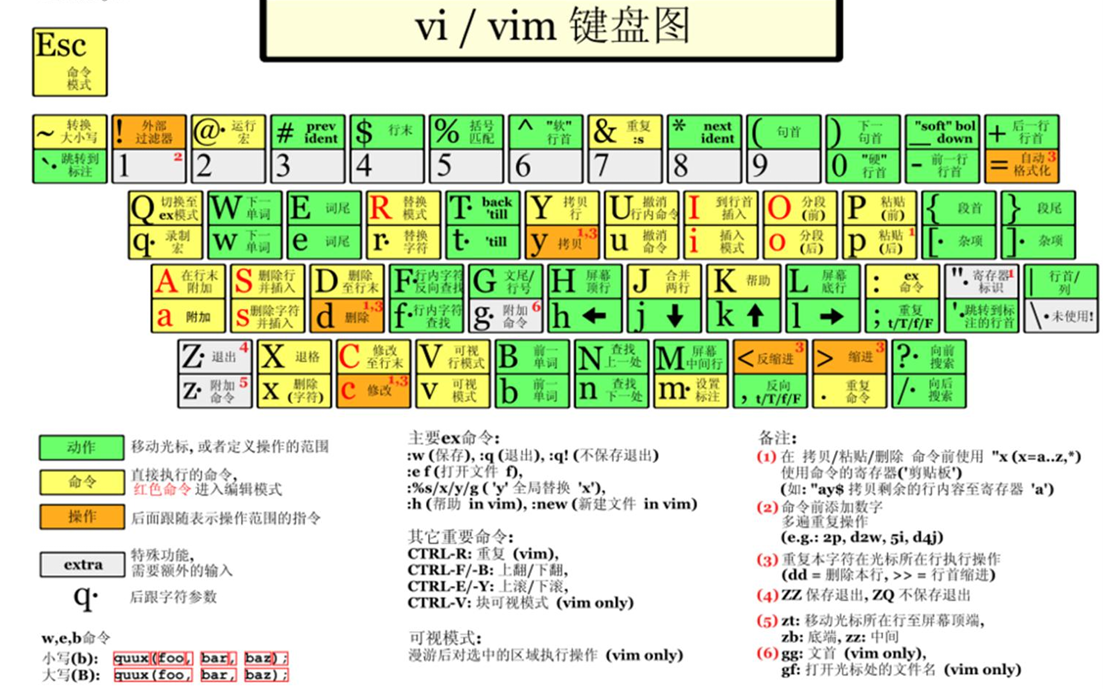 vi / vim 键盘图
Esc
命令
模式
~ 转换大小写
! 外部过滤器
@· 运行宏
# prev ident
$ 行末
% 括号匹配
^ "软"行首
& 重复 :s
* next ident
( 句首
) 下一句首
_ "soft" bol down
+ 后一行行首
`· 跳转到标注
1 2
2
3
4
5
6
7
8
9
0 "硬"行首
- 前一行行首
= 自动格式化 3
Q 切换至ex模式
W 下一单词
E 词尾
R 替换模式
T· back 'till
Y 拷贝行
U 撤消行内命令
I 到行首插入
O 分段(前)
P 粘贴(前)
{ 段首
} 段尾
q· 录制宏
w 下一单词
e 词尾
r· 替换字符
t· 'till
y 拷贝 1,3
u 撤消命令
i 插入模式
o 分段(后)
p 粘贴(后) 1
[· 杂项
]· 杂项
A 在行末附加
S 删除行并插入
D 删除至行末
F· 行内字符反向查找
G 文尾/行号
H 屏幕顶行
J 合并两行
K 帮助
L 屏幕底行
: ex 命令
"· 寄存器标识 1
| 行首/列
a 附加
s 删除字符并插入
d 删除 1,3
f· 行内字符查找
g· 附加命令 6
h ←
j ↓
k ↑
l →
; 重复 t/T/f/F
'· 跳转到标注的行首
\· 未使用!
Z· 退出 4
X 退格
C 修改至行末
V 可视行模式
B 前一单词
N 查找上一处
M 屏幕中间行
< 反缩进 3
> 缩进 3
?· 向前搜索
z· 附加命令 5
x 删除(字符)
c 修改 1,3
v 可视模式
b 前一单词
n 查找下一处
m· 设置标注
, 反向 t/T/f/F
. 重复命令
/· 向后搜索
动作 移动光标, 或者定义操作的范围
命令 直接执行的命令,
红色命令 进入编辑模式
操作 后面跟随表示操作范围的指令
extra 特殊功能,
需要额外的输入
q· 后跟字符参数
w,e,b命令
小写(b): quux(foo, bar, baz);
大写(B): quux(foo, bar, baz);
主要ex命令:
:w (保存), :q (退出), :q! (不保存退出)
:e f (打开文件 f),
:%s/x/y/g ( 'y' 全局替换 'x'),
:h (帮助 in vim), :new (新建文件 in vim)
其它重要命令:
CTRL-R: 重复 (vim),
CTRL-F/-B: 上翻/下翻,
CTRL-E/-Y: 上滚/下滚,
CTRL-V: 块可视模式 (vim only)
可视模式:
漫游后对选中的区域执行操作 (vim only)
备注:
(1) 在 拷贝/粘贴/删除 命令前使用 "x (x=a..z,*)
使用命令的寄存器('剪贴板')
(如: "ay$ 拷贝剩余的行内容至寄存器 'a')
(2) 命令前添加数字
多遍重复操作
(e.g.: 2p, d2w, 5i, d4j)
(3) 重复本字符在光标所在行执行操作
(dd = 删除本行, >> = 行首缩进)
(4) ZZ 保存退出, ZQ 不保存退出
(5) zt: 移动光标所在行至屏幕顶端,
zb: 底端, zz: 中间
(6) gg: 文首 (vim only),
gf: 打开光标处的文件名 (vim only)